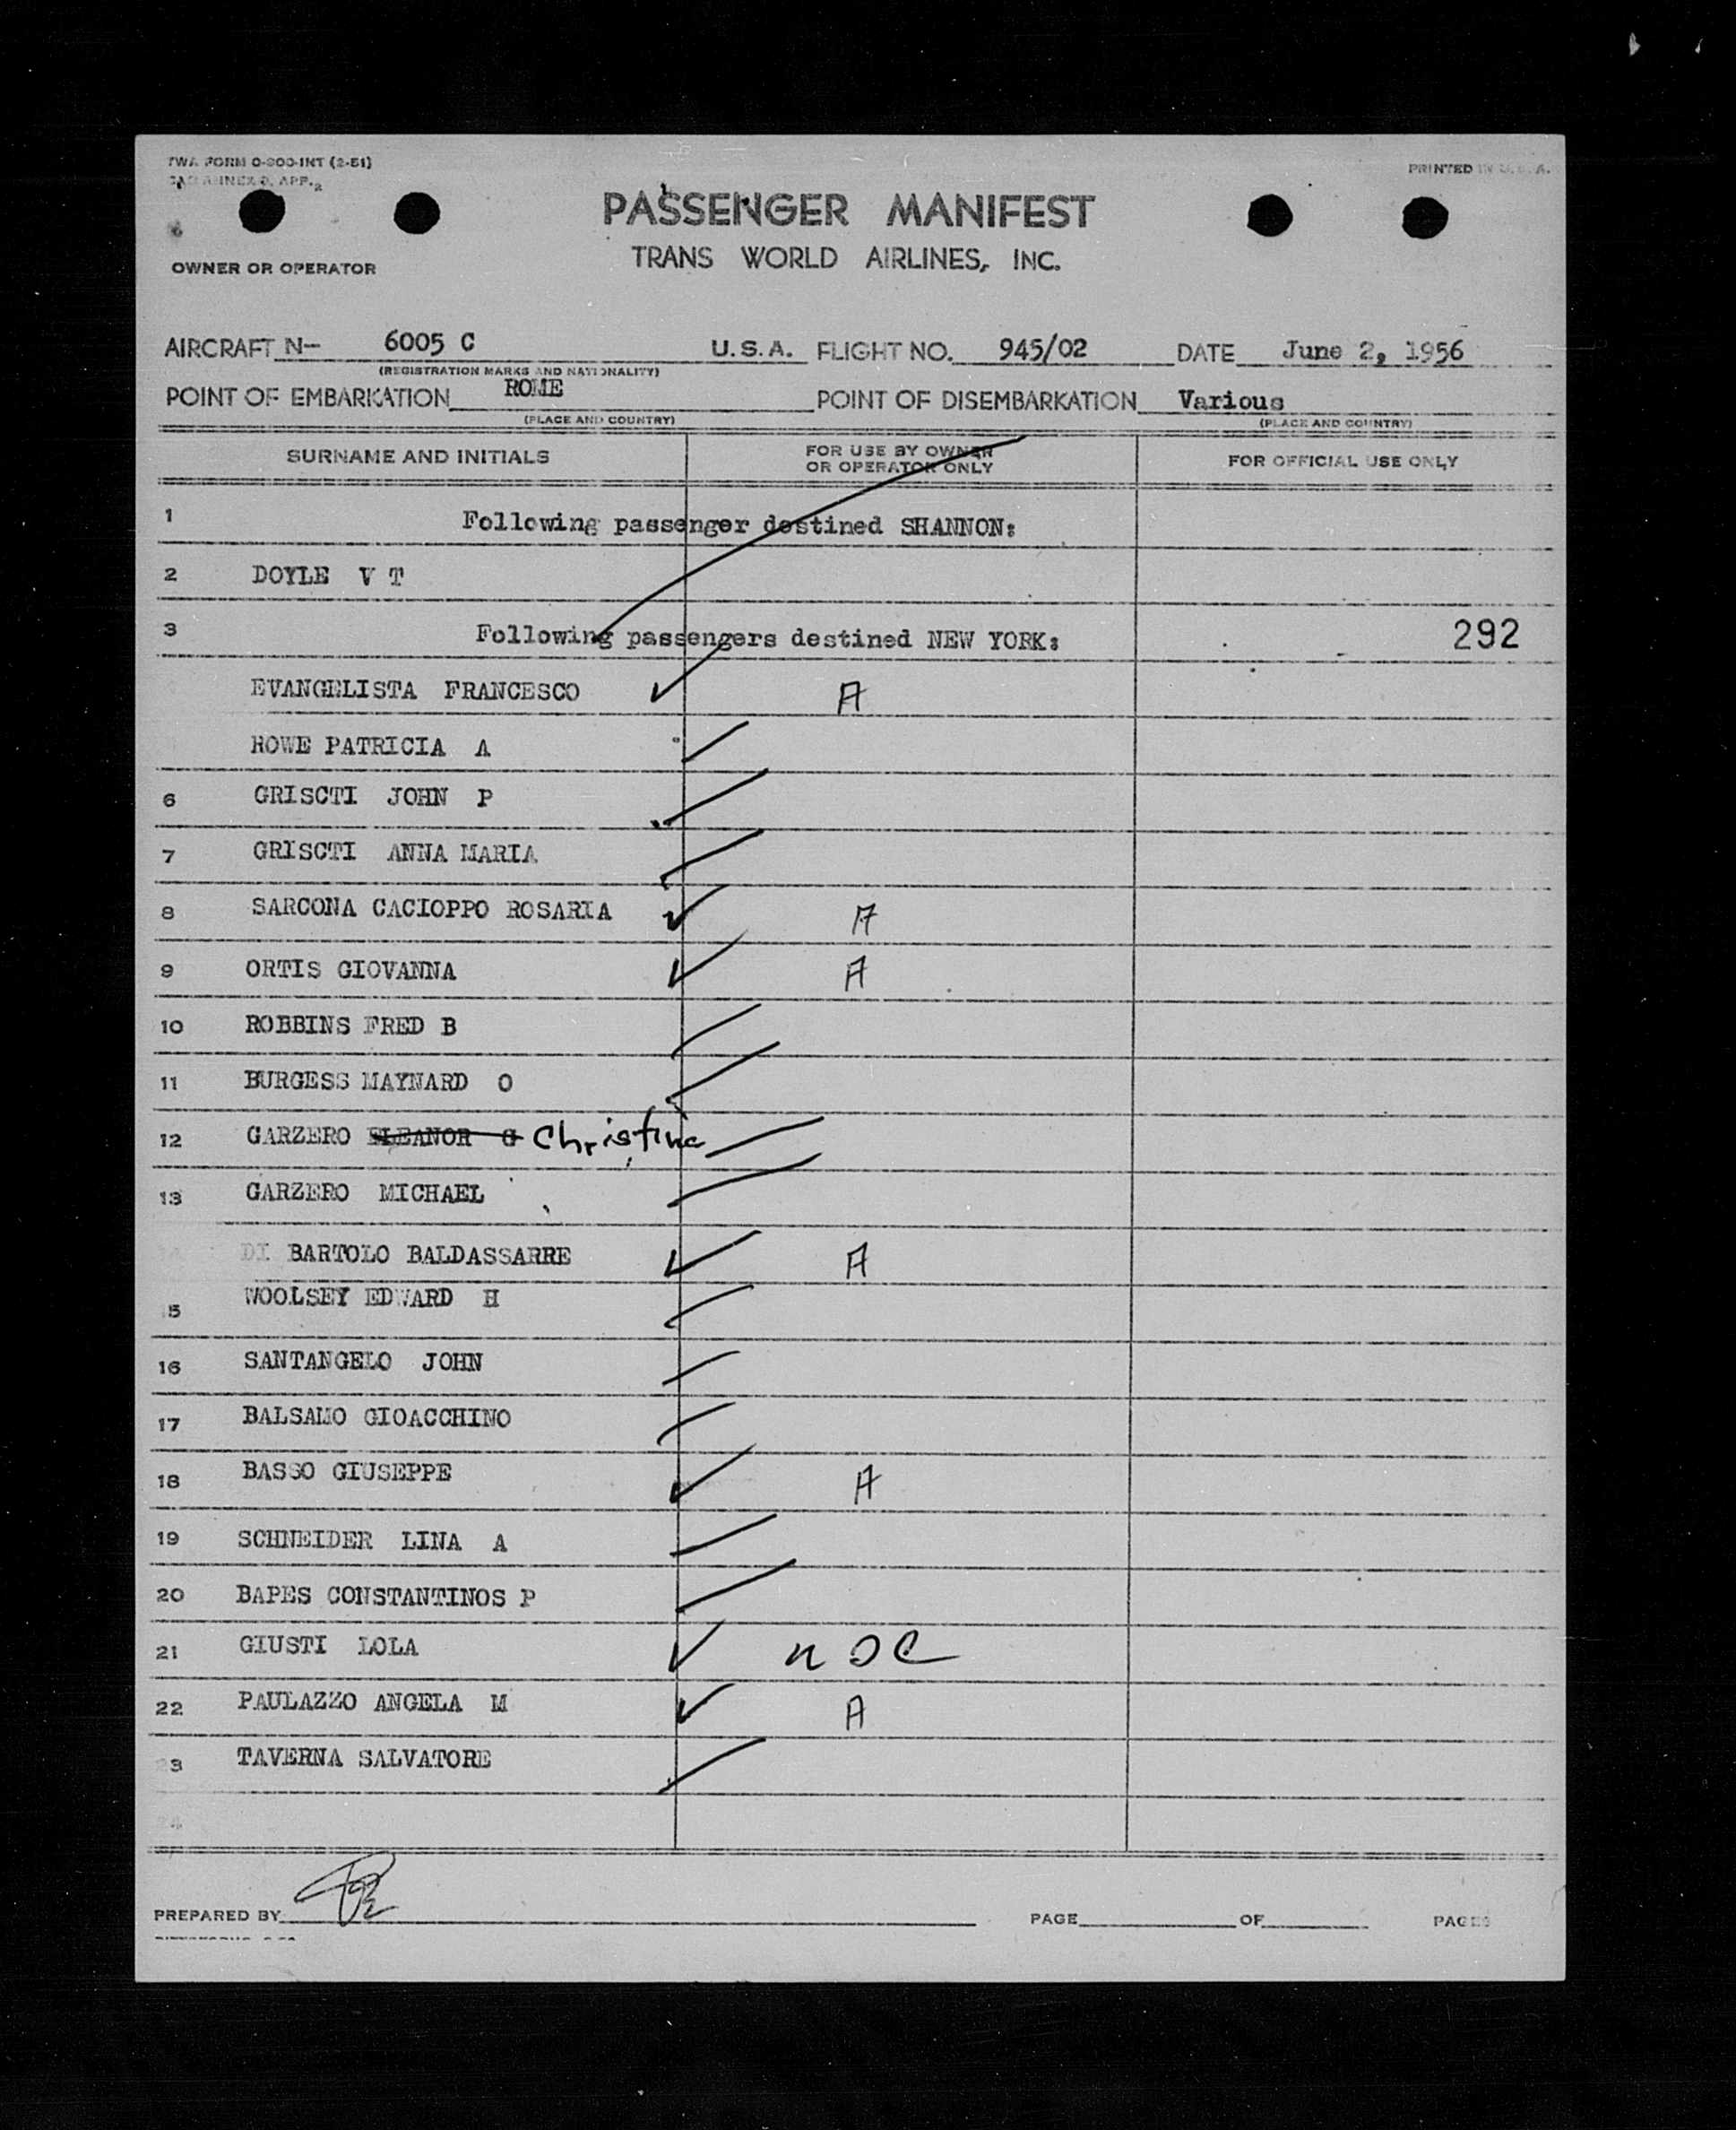 TWA FORM 0-200-INT (2-51)
PRINTED IN U.S.A.
PASSENGER MANIFEST
TRANS WORLD AIRLINES, INC.
OWNER OR OPERATOR
AIRCRAFT N- 6005 C U.S.A. FLIGHT NO. 945/02 DATE June 2, 1956
(REGISTRATION MARKS AND NATIONALITY)
POINT OF EMBARKATION ROME POINT OF DISEMBARKATION Various
(PLACE AND COUNTRY) (PLACE AND COUNTRY)
SURNAME AND INITIALS FOR USE BY OWNER OR OPERATOR ONLY FOR OFFICIAL USE ONLY
1 Following passenger destined SHANNON:
2 DOYLE V T
3 Following passengers destined NEW YORK: 292
EVANGELISTA FRANCESCO ✓ A
ROWE PATRICIA A
6 GRISCTI JOHN P
7 GRISCTI ANNA MARIA
8 SARCONA CACIOPPO ROSARIA ✓ A
9 ORTIS GIOVANNA ✓ A
10 ROBBINS FRED B
11 BURGESS MAYNARD O
12 GARZERO ELEANOR G Christine
13 GARZERO MICHAEL
DI BARTOLO BALDASSARRE ✓ A
15 WOOLSEY EDWARD H
16 SANTANGELO JOHN
17 BALSAMO GIOACCHINO
18 BASSO GIUSEPPE ✓ A
19 SCHNEIDER LINA A
20 BAPES CONSTANTINOS P
21 GIUSTI LOLA ✓
22 PAULAZZO ANGELA M ✓ A
23 TAVERNA SALVATORE
24
PREPARED BY PAGE OF PAGES